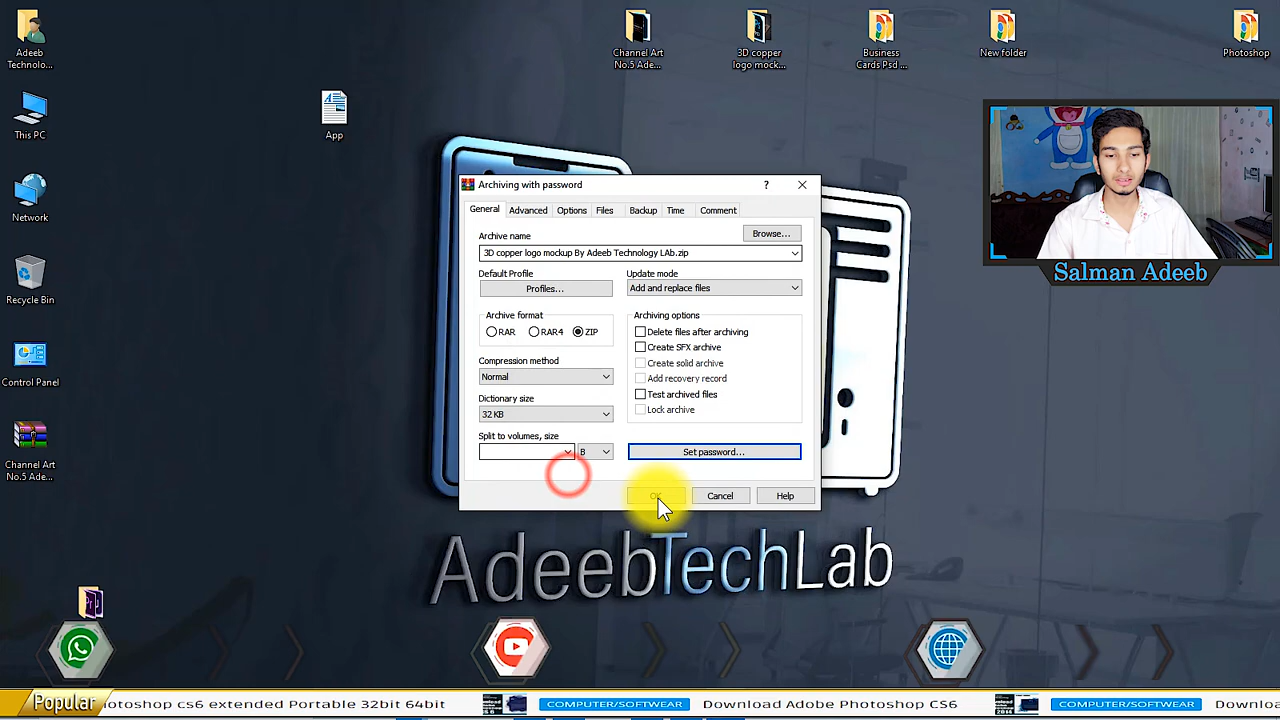 Adeeb
Technolo...
This PC
Network
Recycle Bin
Control Panel
Channel Art
No.5 Ade...
App
Channel Art
No.5 Ade...
3D copper
logo mock...
Business
Cards Psd ...
New folder
Photoshop
Salman Adeeb
Archiving with password
?
General
Advanced
Options
Files
Backup
Time
Comment
Archive name
Browse...
3D copper logo mockup By Adeeb Technology LAb.zip
Default Profile
Profiles...
Update mode
Add and replace files
Archive format
RAR
RAR4
ZIP
Compression method
Normal
Dictionary size
32 KB
Split to volumes, size
B
Archiving options
Delete files after archiving
Create SFX archive
Create solid archive
Add recovery record
Test archived files
Lock archive
Set password...
OK
Cancel
Help
AdeebTechLab
Popular
otoshop cs6 extended Portable 32bit 64bit
COMPUTER/SOFTWEAR
Download Adobe Photoshop CS6
COMPUTER/SOFTWEAR
Downlo